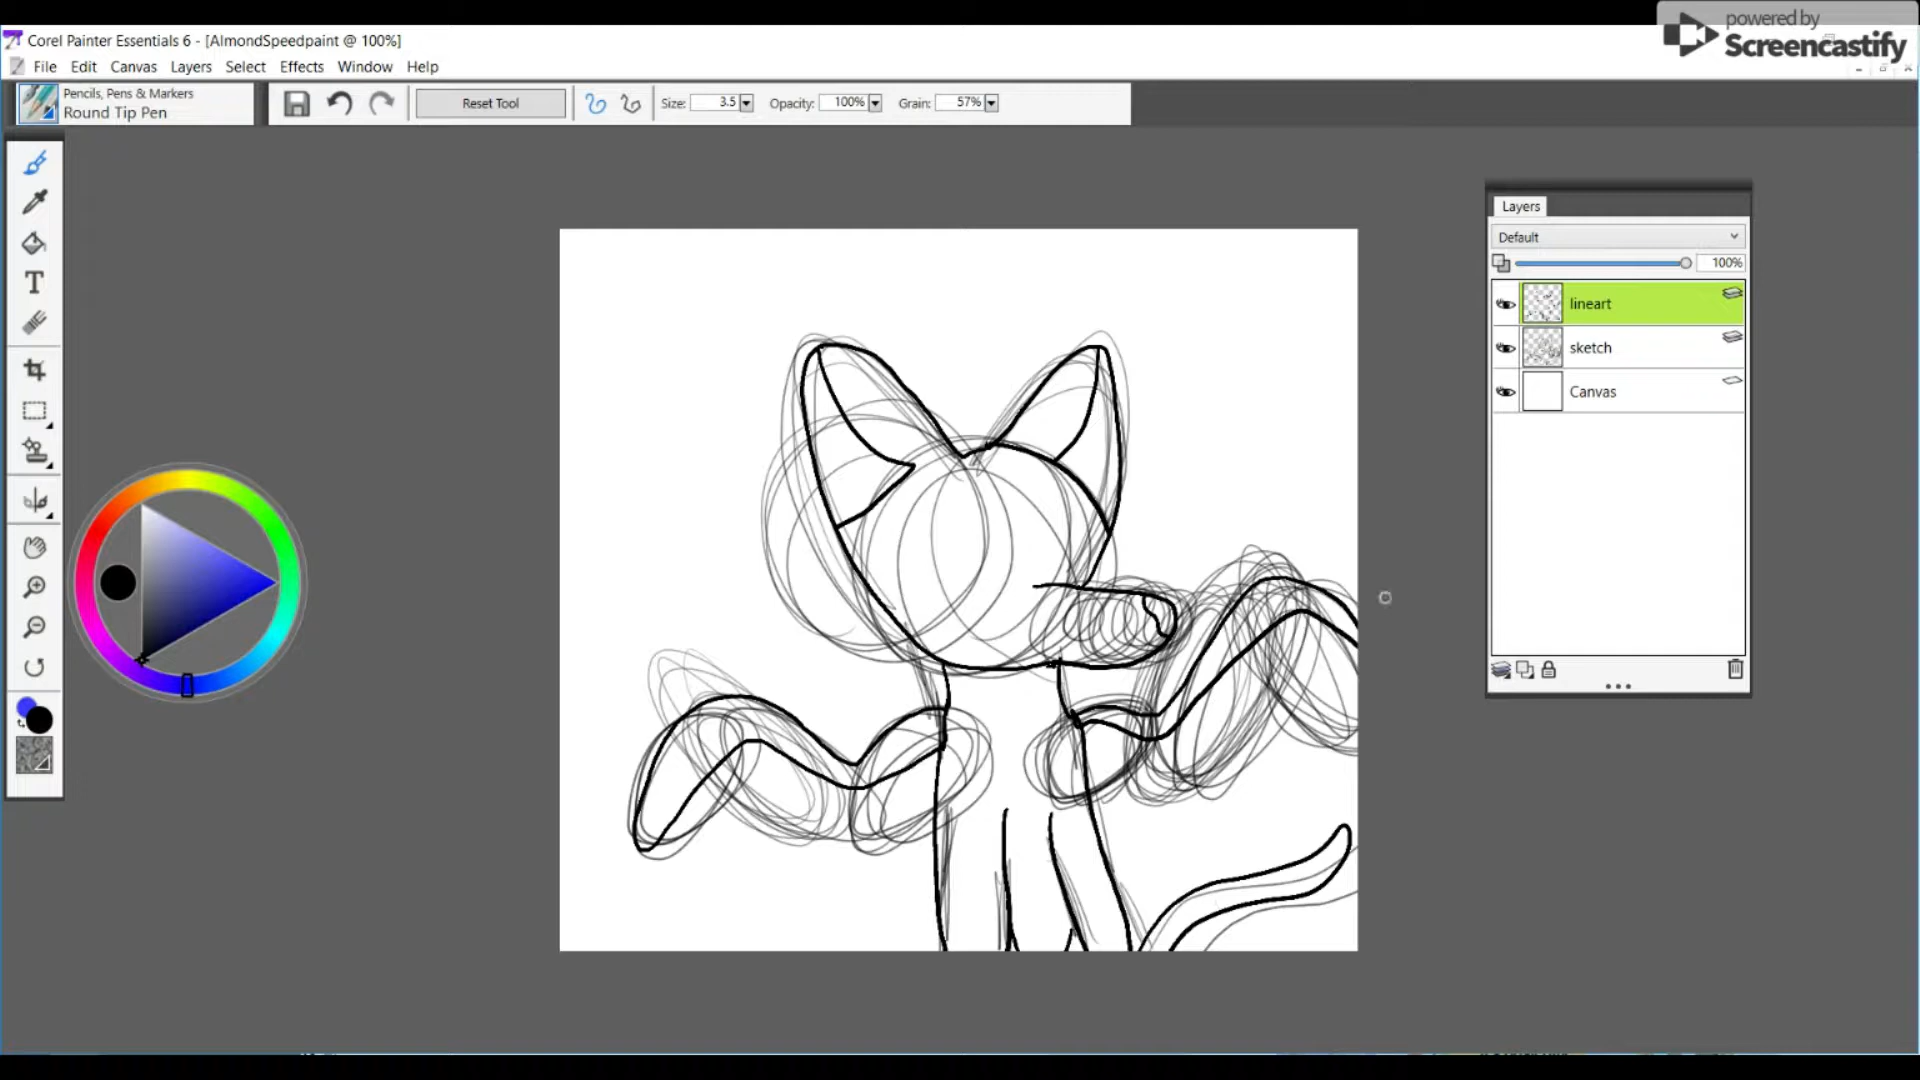 powered by
Screencastify
Corel Painter Essentials 6 - [AlmondSpeedpaint @ 100%]
File Edit Canvas Layers Select Effects Window Help
Pencils, Pens & Markers
Round Tip Pen
Reset Tool
Size: 3.5
Opacity: 100%
Grain: 57%
T
Layers
Default
100%
lineart
sketch
Canvas